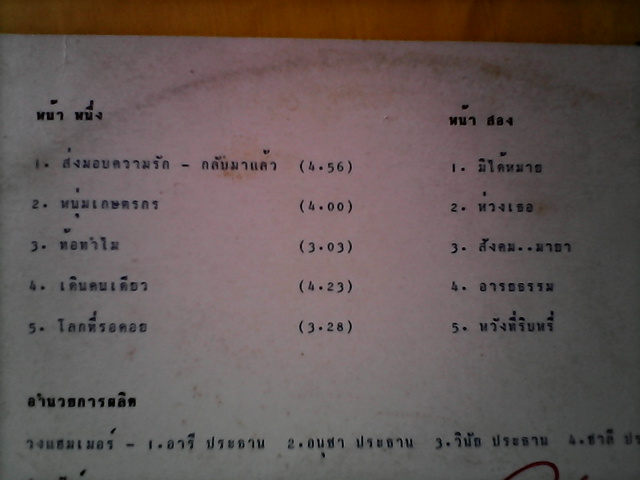 หน้า หนึ่ง
1. ส่งมอบความรัก - กลับมาแล้ว (4.56)
2. หนุ่มเกษตรกร (4.00)
3. ท้อทำไม (3.03)
4. เดินคนเดียว (4.23)
5. โลกที่รอคอย (3.28)
หน้า สอง
1. มิได้หมาย
2. ห่วงเธอ
3. สังคม..มายา
4. อารยธรรม
5. หวังที่ริบหรี่
อำนวยการผลิต
วงแฮมเมอร์ - 1.อารี ประธาน 2.อนุชา ประธาน 3.วินัย ประธาน 4.ชาลี